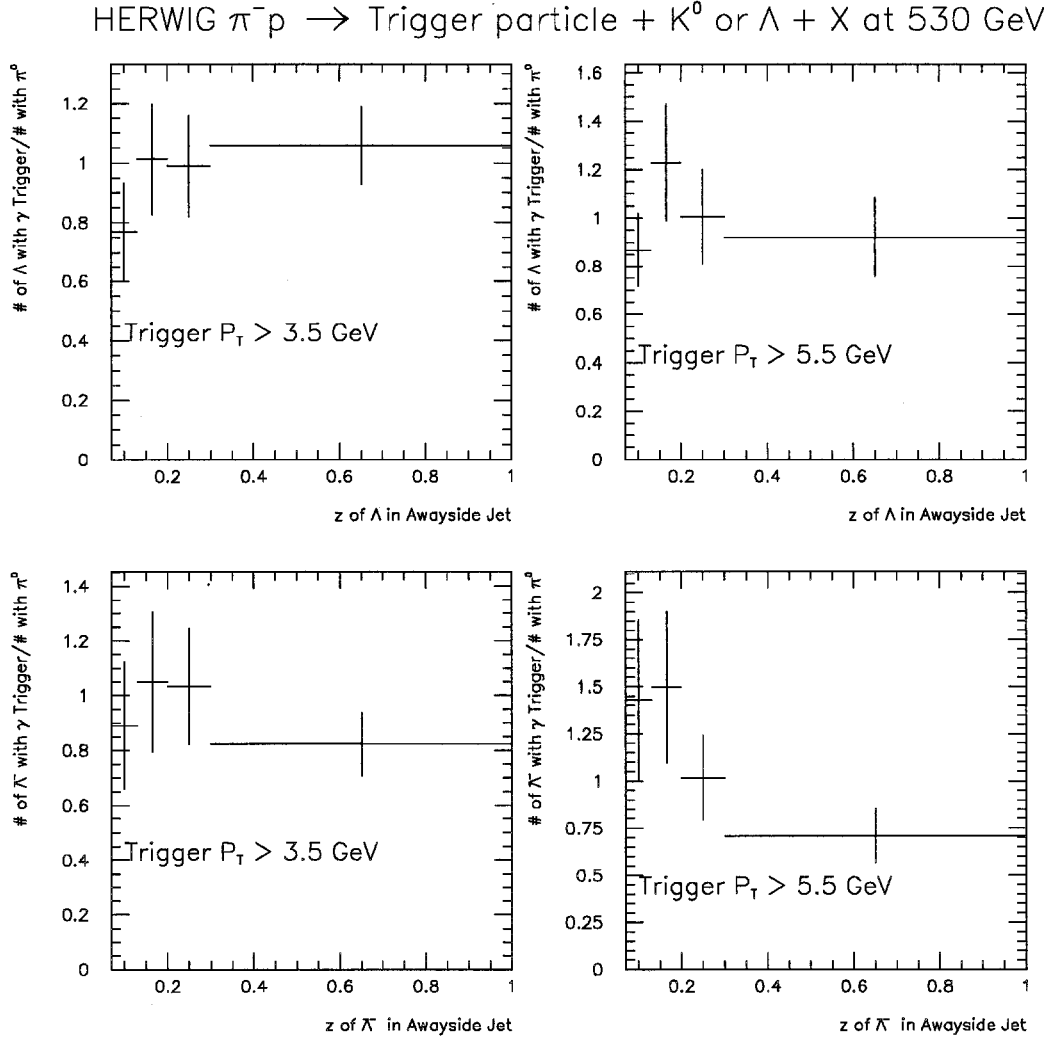 HERWIG π⁻p → Trigger particle + K⁰ or Λ + X at 530 GeV
# of Λ with γ Trigger/# with π⁰
1.2
1
0.8
0.6
0.4
0.2
0
Trigger P_T > 3.5 GeV
0.2 0.4 0.6 0.8 1
z of Λ in Awayside Jet
# of Λ with γ Trigger/# with π⁰
1.6
1.4
1.2
1
0.8
0.6
0.4
0.2
0
Trigger P_T > 5.5 GeV
0.2 0.4 0.6 0.8 1
z of Λ in Awayside Jet
# of Λ̅ with γ Trigger/# with π⁰
1.4
1.2
1
0.8
0.6
0.4
0.2
0
Trigger P_T > 3.5 GeV
0.2 0.4 0.6 0.8 1
z of Λ̅ in Awayside Jet
# of Λ̅ with γ Trigger/# with π⁰
2
1.75
1.5
1.25
1
0.75
0.5
0.25
0
Trigger P_T > 5.5 GeV
0.2 0.4 0.6 0.8 1
z of Λ̅ in Awayside Jet